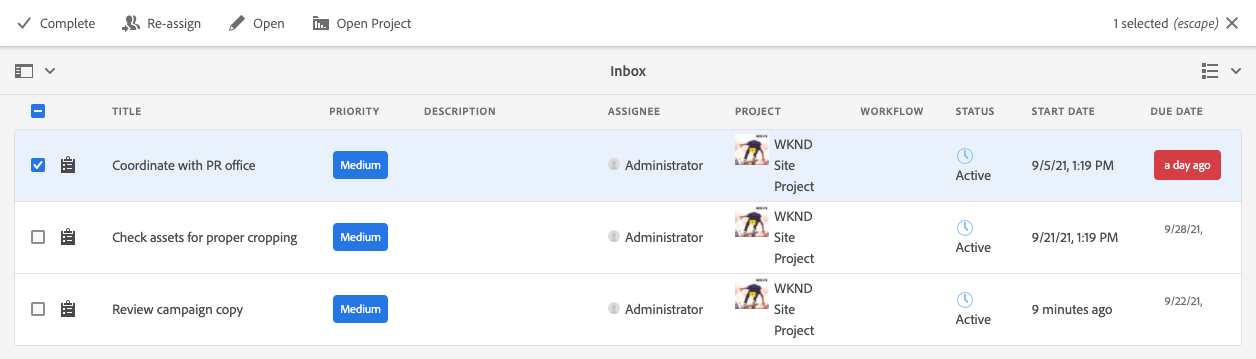 Complete Re-assign Open Open Project 1 selected (escape)
Inbox
TITLE PRIORITY DESCRIPTION ASSIGNEE PROJECT WORKFLOW STATUS START DATE DUE DATE
Coordinate with PR office Medium Administrator WKND Site Project Active 9/5/21, 1:19 PM a day ago
Check assets for proper cropping Medium Administrator WKND Site Project Active 9/21/21, 1:19 PM 9/28/21,
Review campaign copy Medium Administrator WKND Site Project Active 9 minutes ago 9/22/21,